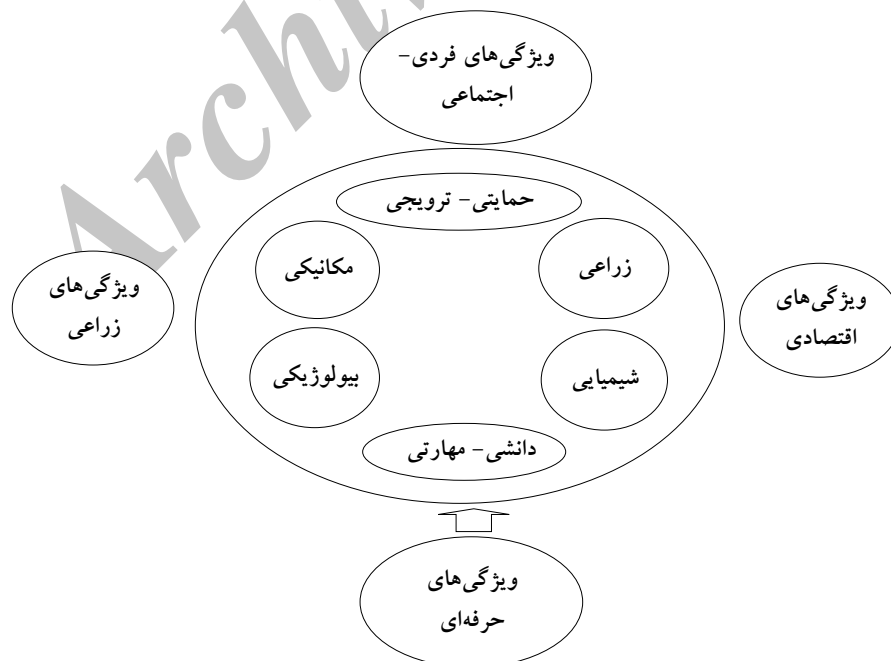 Archiv
ویژگی‌های فردی-
اجتماعی
حمایتی- ترویجی
زراعی
مکانیکی
ویژگی‌های
اقتصادی
ویژگی‌های
زراعی
شیمیایی
بیولوژیکی
دانشی- مهارتی
ویژگی‌های
حرفه‌ای